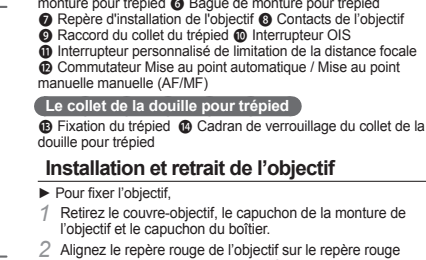 monture pour trépied ❻ Bague de monture pour trépied
❼ Repère d'installation de l'objectif ❽ Contacts de l’objectif
❾ Raccord du collet du trépied ❿ Interrupteur OIS
⓫ Interrupteur personnalisé de limitation de la distance focale
⓬ Commutateur Mise au point automatique / Mise au point
manuelle manuelle (AF/MF)
Le collet de la douille pour trépied
⓭ Fixation du trépied ⓮ Cadran de verrouillage du collet de la
douille pour trépied
Installation et retrait de l’objectif
► Pour fixer l’objectif,
1 Retirez le couvre-objectif, le capuchon de la monture de
l’objectif et le capuchon du boîtier.
2 Alignez le repère rouge de l’objectif sur le repère rouge